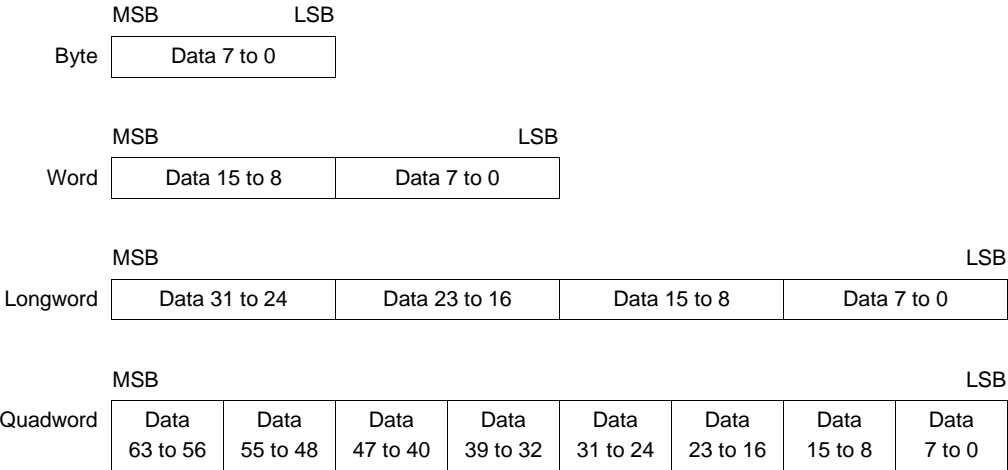 MSB LSB
Byte Data 7 to 0
MSB LSB
Word Data 15 to 8 Data 7 to 0
MSB LSB
Longword Data 31 to 24 Data 23 to 16 Data 15 to 8 Data 7 to 0
MSB LSB
Quadword Data Data Data Data Data Data Data Data
63 to 56 55 to 48 47 to 40 39 to 32 31 to 24 23 to 16 15 to 8 7 to 0